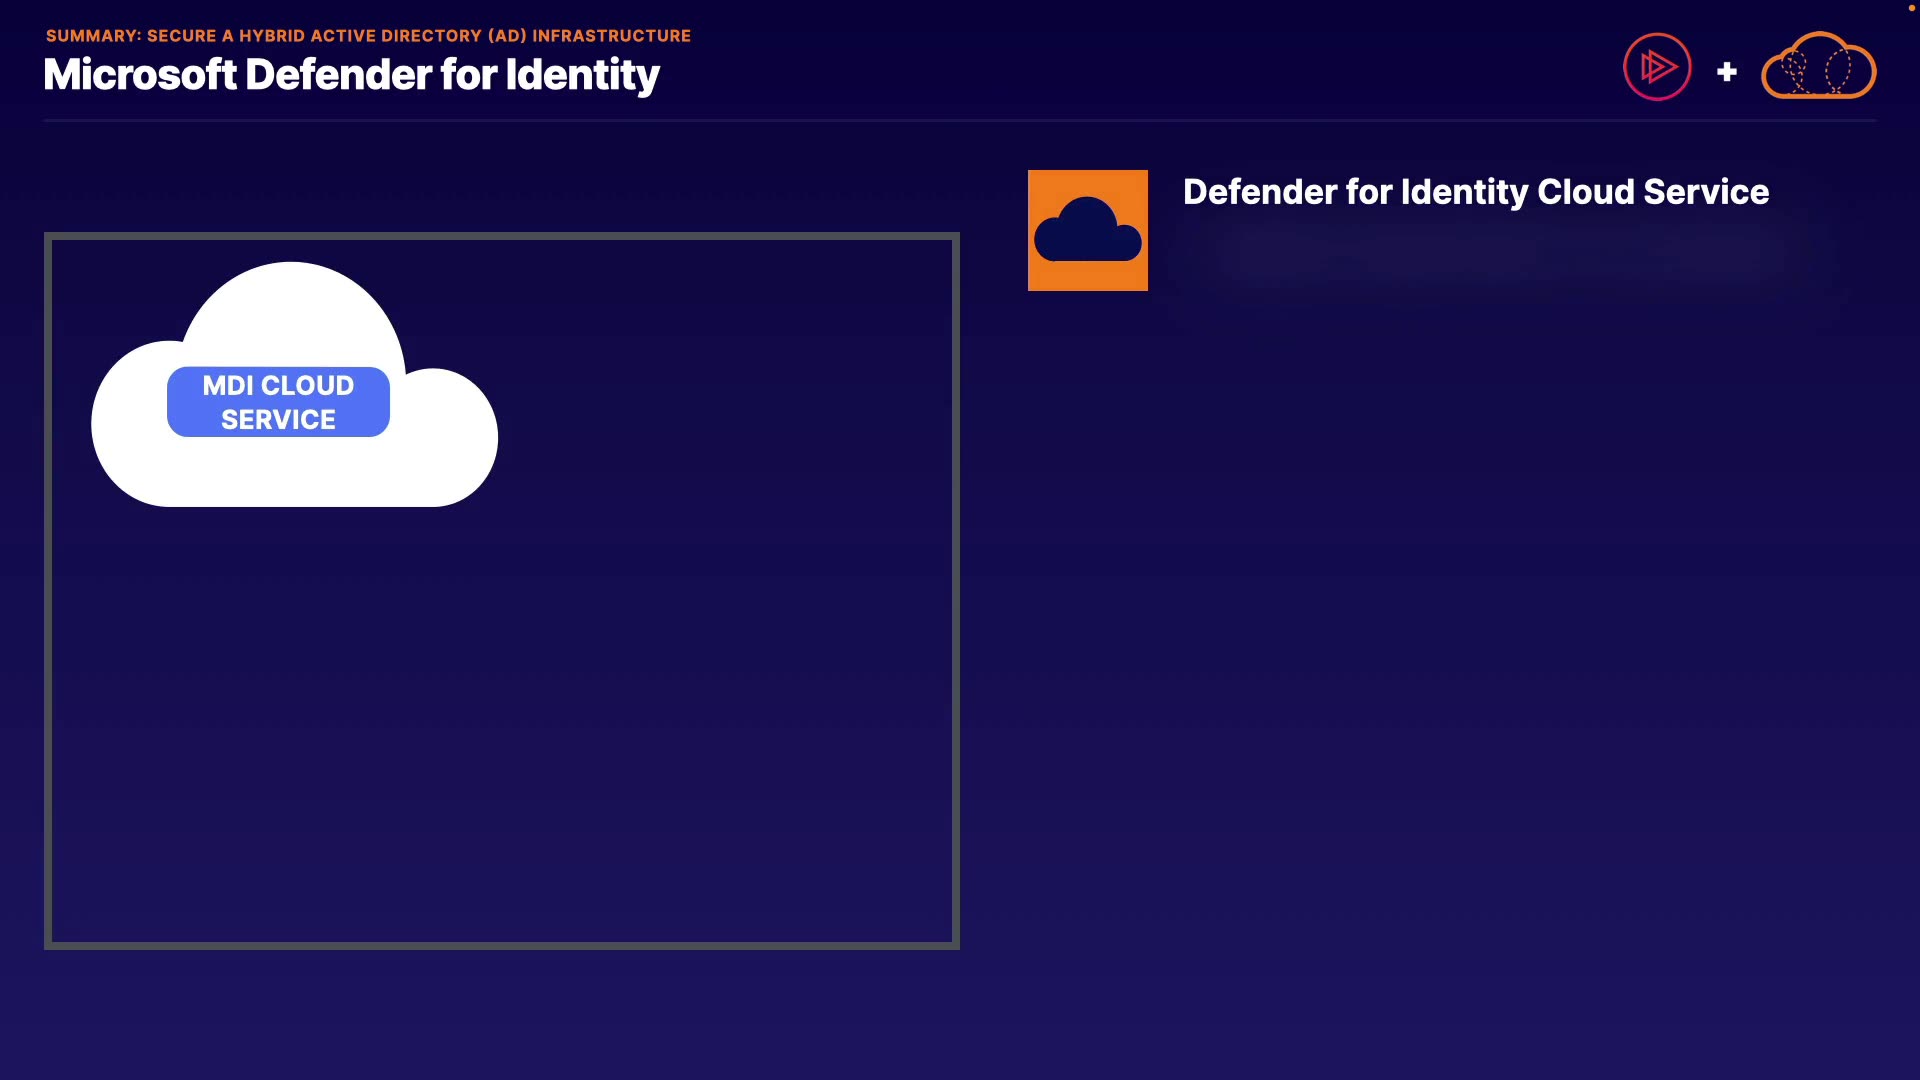 SUMMARY: SECURE A HYBRID ACTIVE DIRECTORY (AD) INFRASTRUCTURE
Microsoft Defender for Identity
+
Defender for Identity Cloud Service
MDI CLOUD
SERVICE